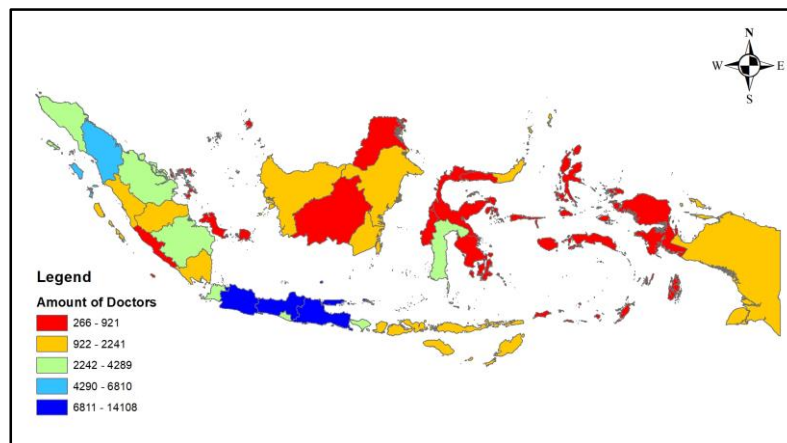 N
W E
S
Legend
Amount of Doctors
266 - 921
922 - 2241
2242 - 4289
4290 - 6810
6811 - 14108